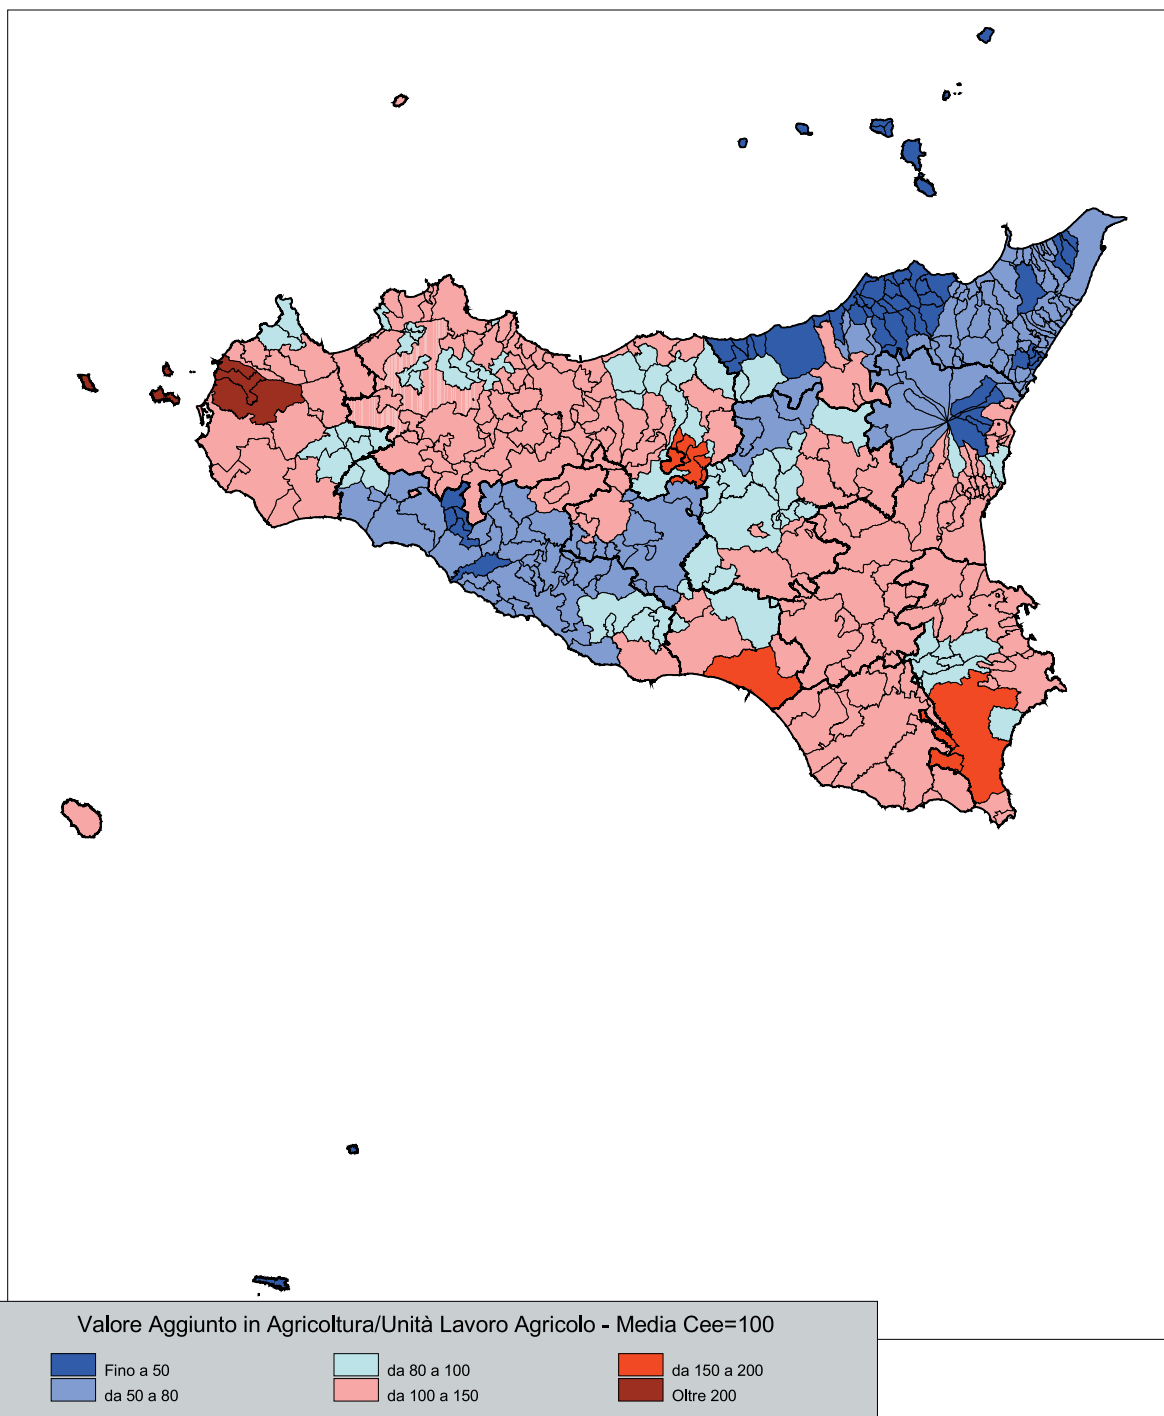 Valore Aggiunto in Agricoltura/Unità Lavoro Agricolo - Media Cee=100
Fino a 50
da 80 a 100
da 150 a 200
da 50 a 80
da 100 a 150
Oltre 200